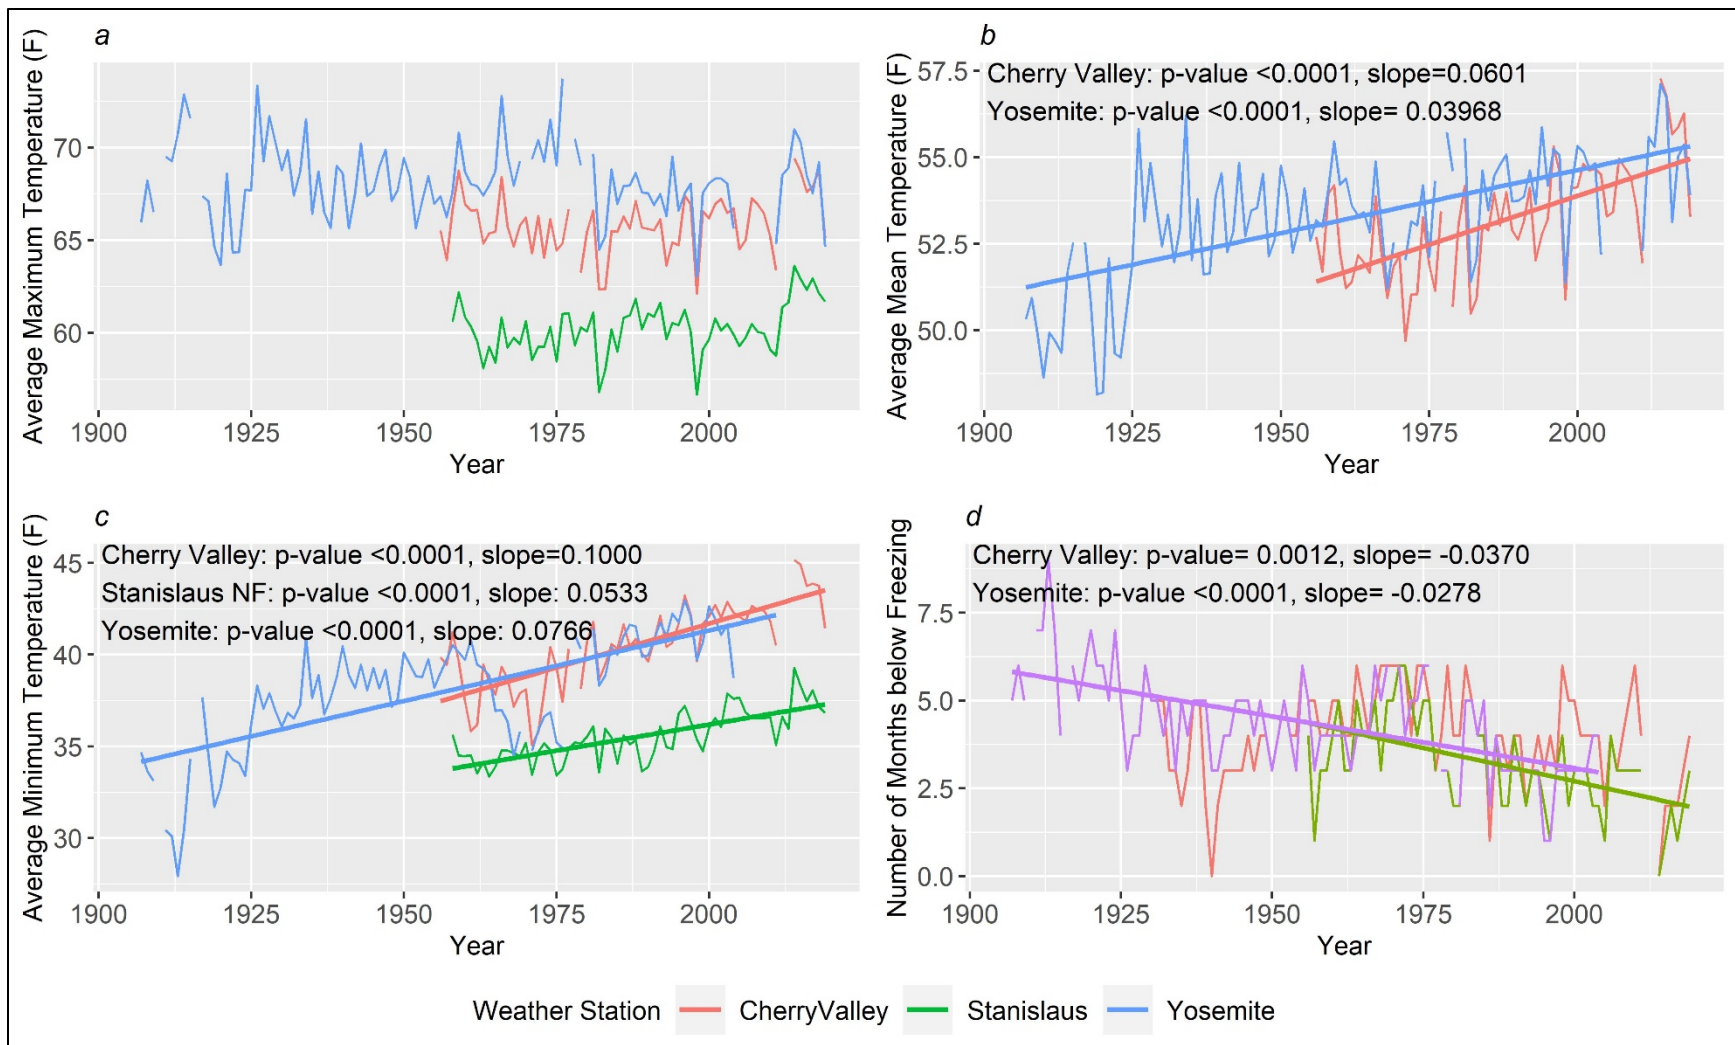 a
Average Maximum Temperature (F)
70
65
60
1900 1925 1950 1975 2000
Year
b
Average Mean Temperature (F)
Cherry Valley: p-value <0.0001, slope=0.0601
Yosemite: p-value <0.0001, slope= 0.03968
57.5
55.0
52.5
50.0
1900 1925 1950 1975 2000
Year
c
Average Minimum Temperature (F)
Cherry Valley: p-value <0.0001, slope=0.1000
Stanislaus NF: p-value <0.0001, slope: 0.0533
Yosemite: p-value <0.0001, slope: 0.0766
45
40
35
30
1900 1925 1950 1975 2000
Year
d
Number of Months below Freezing
Cherry Valley: p-value= 0.0012, slope= -0.0370
Yosemite: p-value <0.0001, slope= -0.0278
7.5
5.0
2.5
0.0
1900 1925 1950 1975 2000
Year
Weather Station CherryValley Stanislaus Yosemite